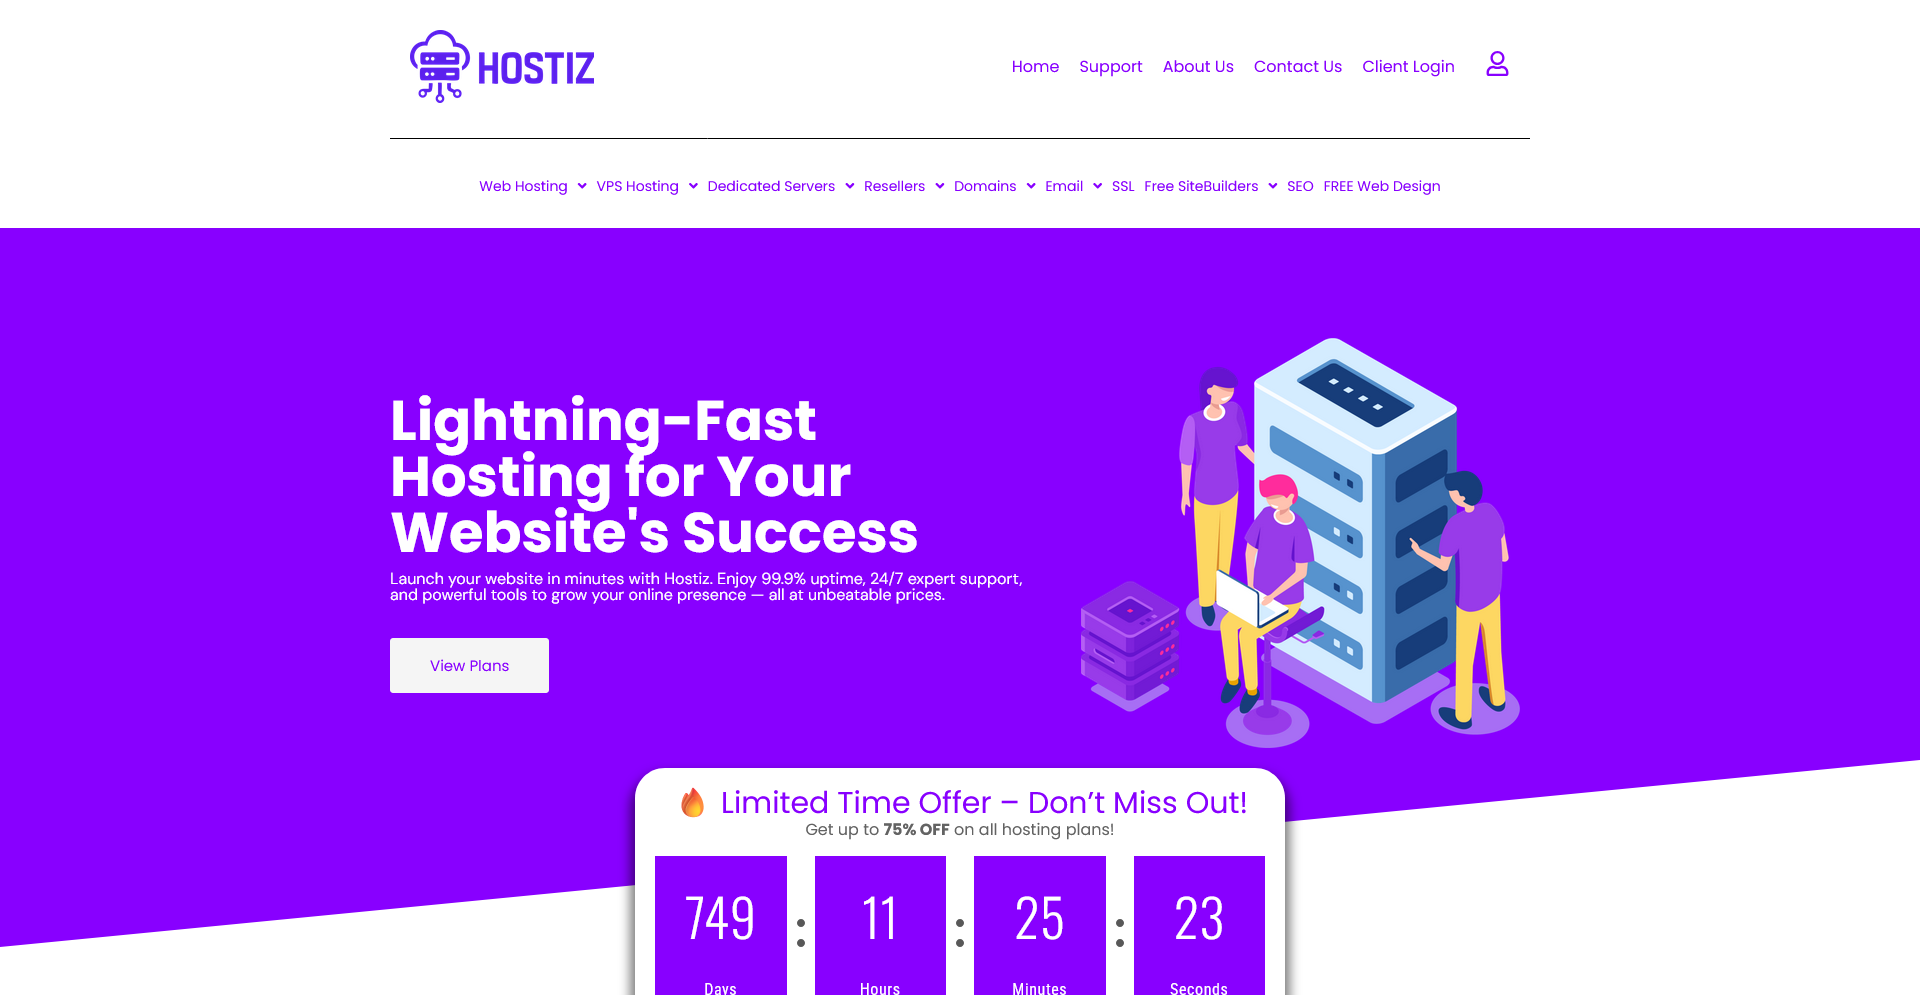 HOSTIZ
Home Support About Us Contact Us Client Login
Web Hosting VPS Hosting Dedicated Servers Resellers Domains Email SSL Free SiteBuilders SEO FREE Web Design
Lightning-Fast
Hosting for Your
Website's Success
Launch your website in minutes with Hostiz. Enjoy 99.9% uptime, 24/7 expert support,
and powerful tools to grow your online presence — all at unbeatable prices.
View Plans
🔥 Limited Time Offer – Don’t Miss Out!
Get up to 75% OFF on all hosting plans!
749 : 11 : 25 : 23
Days Hours Minutes Seconds